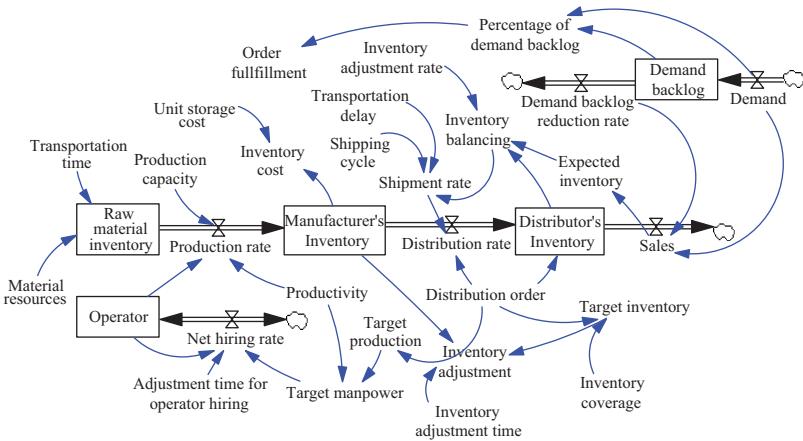 Percentage of
demand backlog
Order
fullfillment
Inventory
adjustment rate
Demand
backlog
Demand
Demand backlog
reduction rate
Transportation
delay
Unit storage
cost
Inventory
balancing
Shipping
cycle
Transportation
time
Production
capacity
Inventory
cost
Expected
inventory
Shipment rate
Raw
material
inventory
Production rate
Manufacturer's
Inventory
Distribution rate
Distributor's
Inventory
Sales
Material
resources
Operator
Productivity
Distribution order
Target inventory
Net hiring rate
Target
production
Inventory
adjustment
Adjustment time for
operator hiring
Target manpower
Inventory
coverage
Inventory
adjustment time